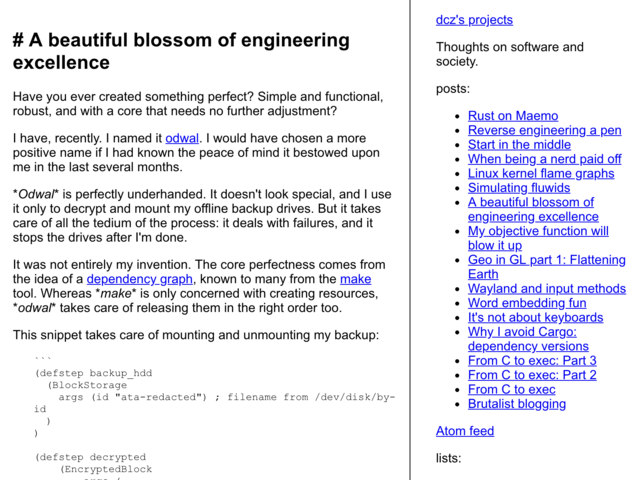 # A beautiful blossom of engineering
excellence
Have you ever created something perfect? Simple and functional,
robust, and with a core that needs no further adjustment?
I have, recently. I named it odwal. I would have chosen a more
positive name if I had known the peace of mind it bestowed upon
me in the last several months.
*Odwal* is perfectly underhanded. It doesn't look special, and I use
it only to decrypt and mount my offline backup drives. But it takes
care of all the tedium of the process: it deals with failures, and it
stops the drives after I'm done.
It was not entirely my invention. The core perfectness comes from
the idea of a dependency graph, known to many from the make
tool. Whereas *make* is only concerned with creating resources,
*odwal* takes care of releasing them in the right order too.
This snippet takes care of mounting and unmounting my backup:
```
(defstep backup_hdd
(BlockStorage
args (id "ata-redacted") ; filename from /dev/disk/by-
id
)
)
(defstep decrypted
(EncryptedBlock
dcz's projects
Thoughts on software and
society.
posts:
Rust on Maemo
Reverse engineering a pen
Start in the middle
When being a nerd paid off
Linux kernel flame graphs
Simulating fluwids
A beautiful blossom of
engineering excellence
My objective function will
blow it up
Geo in GL part 1: Flattening
Earth
Wayland and input methods
Word embedding fun
It's not about keyboards
Why I avoid Cargo:
dependency versions
From C to exec: Part 3
From C to exec: Part 2
From C to exec
Brutalist blogging
Atom feed
lists: